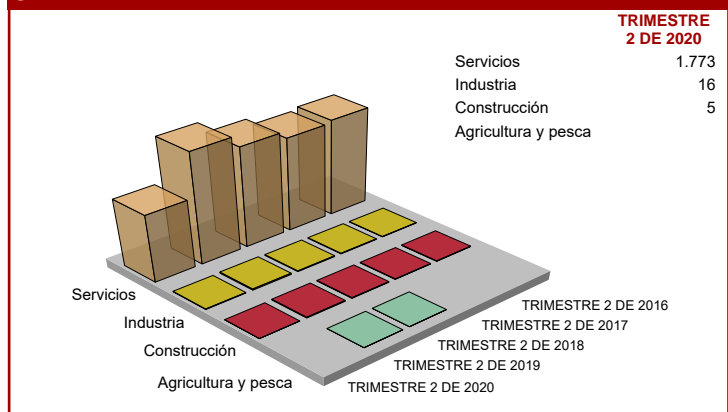 TRIMESTRE
2 DE 2020
Servicios 1.773
Industria 16
Construcción 5
Agricultura y pesca
Servicios
Industria
Construcción
Agricultura y pesca
TRIMESTRE 2 DE 2016
TRIMESTRE 2 DE 2017
TRIMESTRE 2 DE 2018
TRIMESTRE 2 DE 2019
TRIMESTRE 2 DE 2020